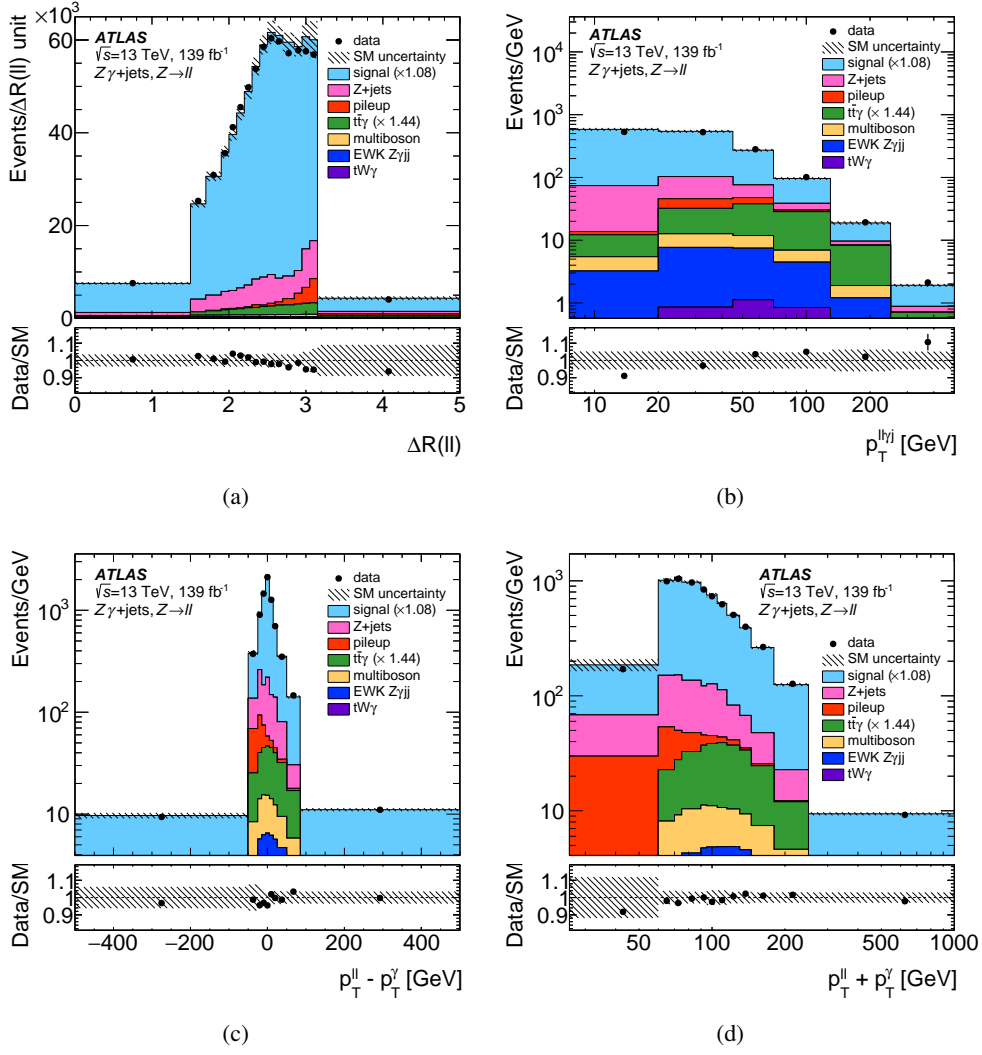 ×10³
Events/ΔR(ll) unit
60
40
20
0
ATLAS
√s=13 TeV, 139 fb⁻¹
Zγ+jets, Z→ll
data
SM uncertainty
signal (×1.08)
Z+jets
pileup
tt̄γ (× 1.44)
multiboson
EWK Zγjj
tWγ
Data/SM
1.1
1
0.9
0 1 2 3 4 5
ΔR(ll)
(a)
Events/GeV
10⁴
10³
10²
10
1
ATLAS
√s=13 TeV, 139 fb⁻¹
Zγ+jets, Z→ll
data
SM uncertainty
signal (×1.08)
Z+jets
pileup
tt̄γ (× 1.44)
multiboson
EWK Zγjj
tWγ
Data/SM
1.1
1
0.9
10 20 50 100 200
p_T^{llγj} [GeV]
(b)
Events/GeV
10³
10²
10
ATLAS
√s=13 TeV, 139 fb⁻¹
Zγ+jets, Z→ll
data
SM uncertainty
signal (×1.08)
Z+jets
pileup
tt̄γ (× 1.44)
multiboson
EWK Zγjj
tWγ
Data/SM
1.1
1
0.9
−400 −200 0 200 400
p_T^{ll} - p_T^{γ} [GeV]
(c)
Events/GeV
10³
10²
10
ATLAS
√s=13 TeV, 139 fb⁻¹
Zγ+jets, Z→ll
data
SM uncertainty
signal (×1.08)
Z+jets
pileup
tt̄γ (× 1.44)
multiboson
EWK Zγjj
tWγ
Data/SM
1.1
1
0.9
50 100 200 500 1000
p_T^{ll} + p_T^{γ} [GeV]
(d)